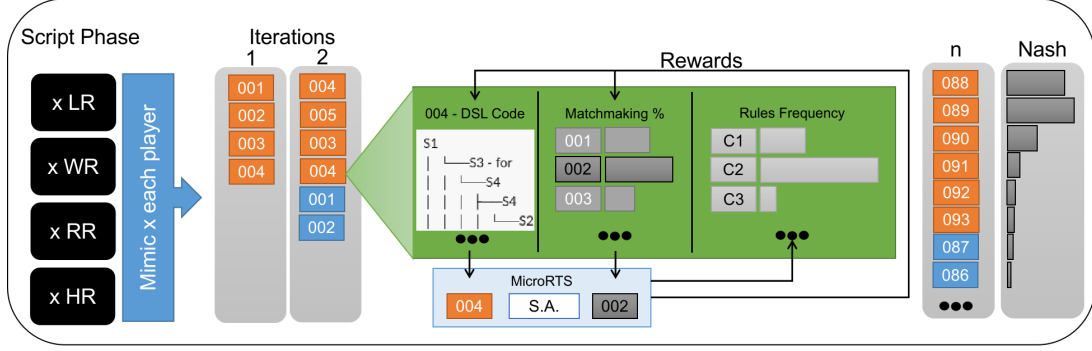 Script Phase
x LR
x WR
x RR
x HR
Mimic x each player
Iterations
1
2
001
002
003
004
004
005
003
004
001
002
Rewards
004 - DSL Code
S1
S3 - for
S4
S4
S2
Matchmaking %
001
002
003
Rules Frequency
C1
C2
C3
MicroRTS
004
S.A.
002
n
088
089
090
091
092
093
087
086
Nash